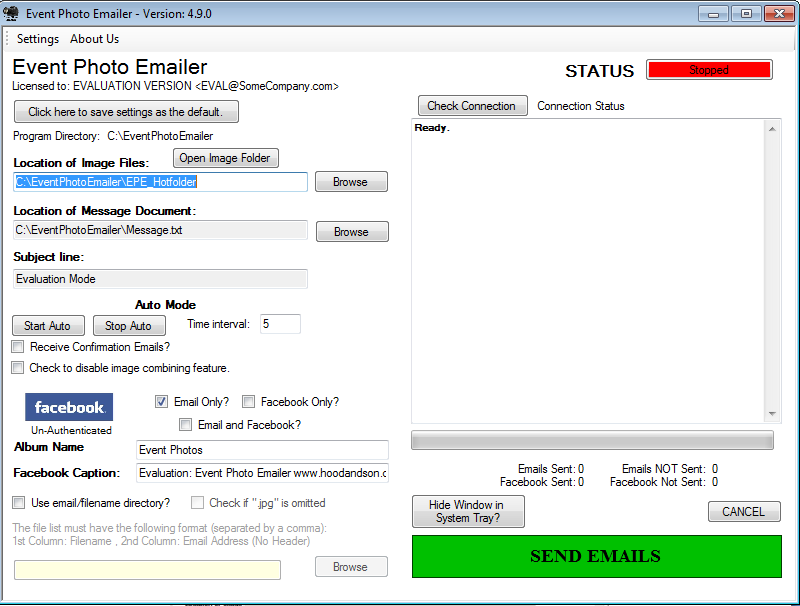 Event Photo Emailer - Version: 4.9.0
Settings About Us
Event Photo Emailer
Licensed to: EVALUATION VERSION <EVAL@SomeCompany.com>
Click here to save settings as the default.
Program Directory: C:\EventPhotoEmailer
Location of Image Files:
Open Image Folder
C:\EventPhotoEmailer\EPE_Hotfolder
Browse
Location of Message Document:
C:\EventPhotoEmailer\Message.txt
Browse
Subject line:
Evaluation Mode
Auto Mode
Start Auto
Stop Auto
Time interval:
5
Receive Confirmation Emails?
Check to disable image combining feature.
facebook
Un-Authenticated
Email Only?
Facebook Only?
Email and Facebook?
Album Name
Event Photos
Facebook Caption:
Evaluation: Event Photo Emailer www.hoodandson.c
Use email/filename directory?
Check if ".jpg" is omitted
The file list must have the following format (separated by a comma):
1st Column: Filename , 2nd Column: Email Address (No Header)
Browse
STATUS
Stopped
Check Connection
Connection Status
Ready.
Emails Sent: 0
Emails NOT Sent: 0
Facebook Sent: 0
Facebook Not Sent: 0
Hide Window in
System Tray?
CANCEL
SEND EMAILS